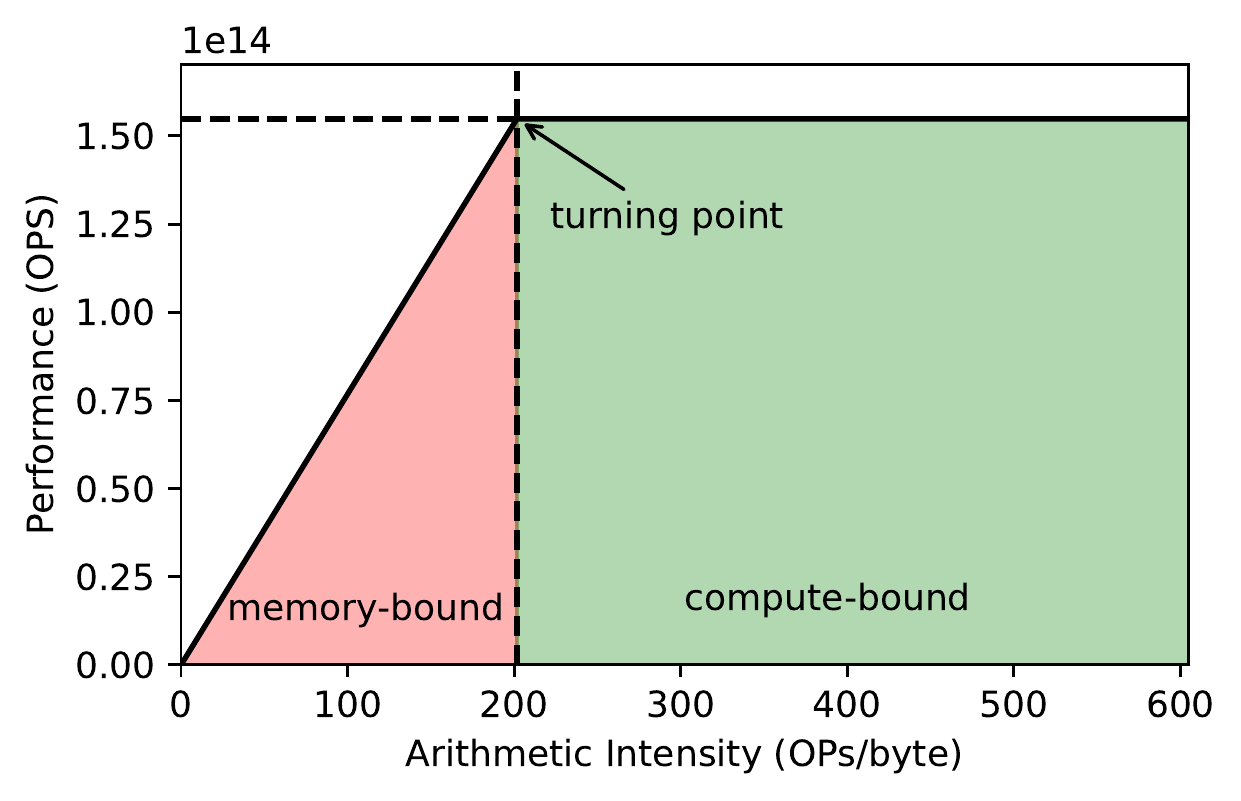 1e14
1.50
1.25
1.00
0.75
0.50
0.25
0.00
Performance (OPS)
turning point
memory-bound
compute-bound
0 100 200 300 400 500 600
Arithmetic Intensity (OPs/byte)